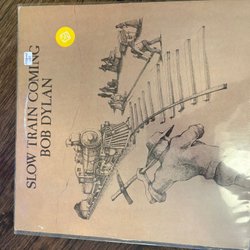 SLOW TRAIN COMING
BOB DYLAN